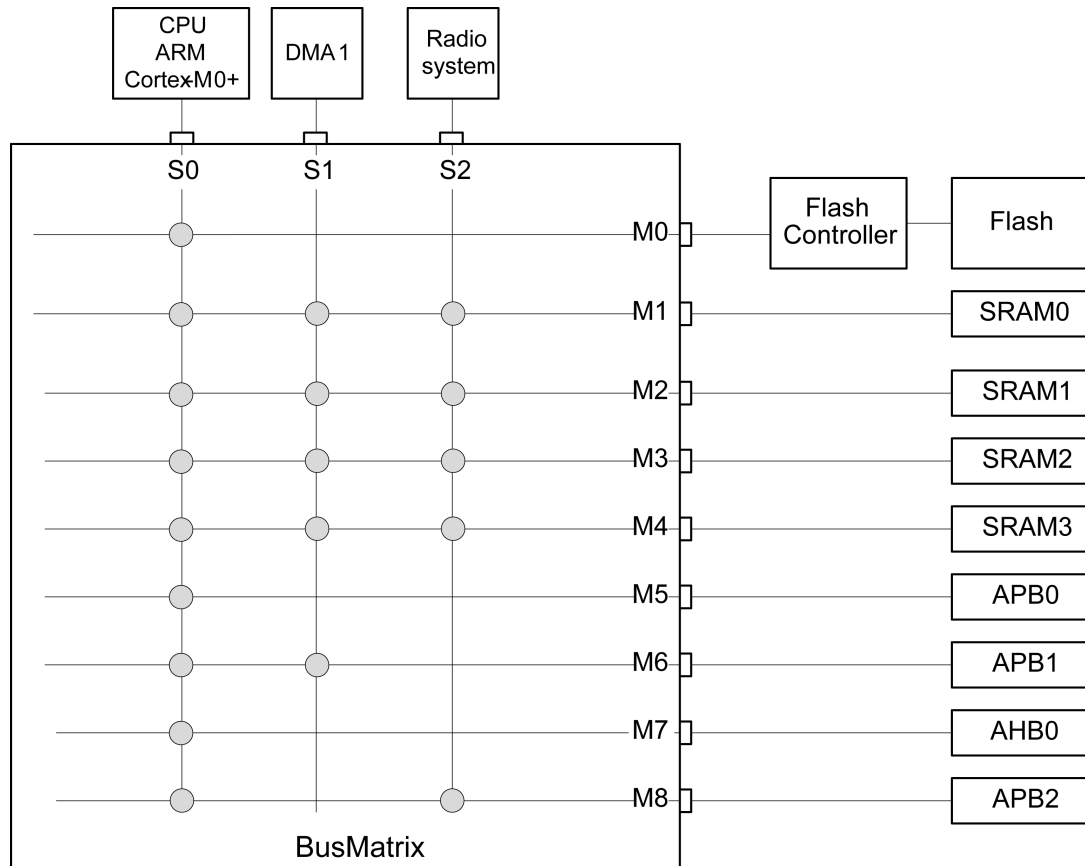 CPU
ARM
Cortex-M0+
DMA1
Radio
system
S0
S1
S2
M0
Flash
Controller
Flash
M1
SRAM0
M2
SRAM1
M3
SRAM2
M4
SRAM3
M5
APB0
M6
APB1
M7
AHB0
M8
APB2
BusMatrix